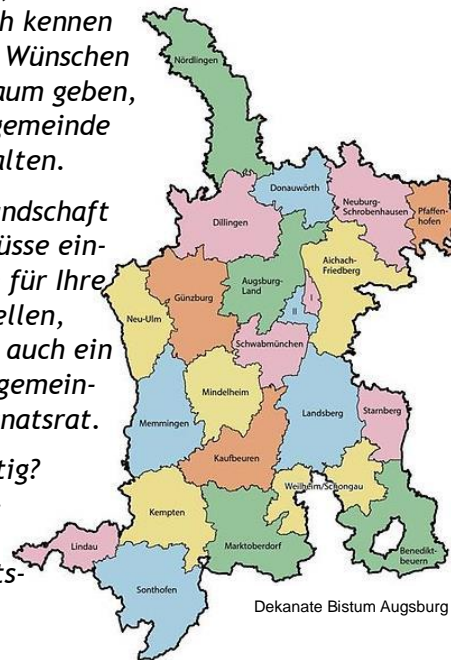 h kennen
Wünschen
aum geben,
gemeinde
alten.
ndschaft
üsse ein-
für Ihre
ellen,
auch ein
gemein-
natsrat.
tig?
ts-
Nördlingen
Donauwörth
Neuburg-
Schrobenhausen
Pfaffen-
hofen
Dillingen
Aichach-
Friedberg
Augsburg-
Land
Günzburg
I
II
Neu-Ulm
Schwabmünchen
Mindelheim
Memmingen
Landsberg
Starnberg
Kaufbeuren
Weilheim/Schongau
Kempten
Lindau
Marktoberdorf
Benedikt-
beuern
Sonthofen
Dekanate Bistum Augsburg